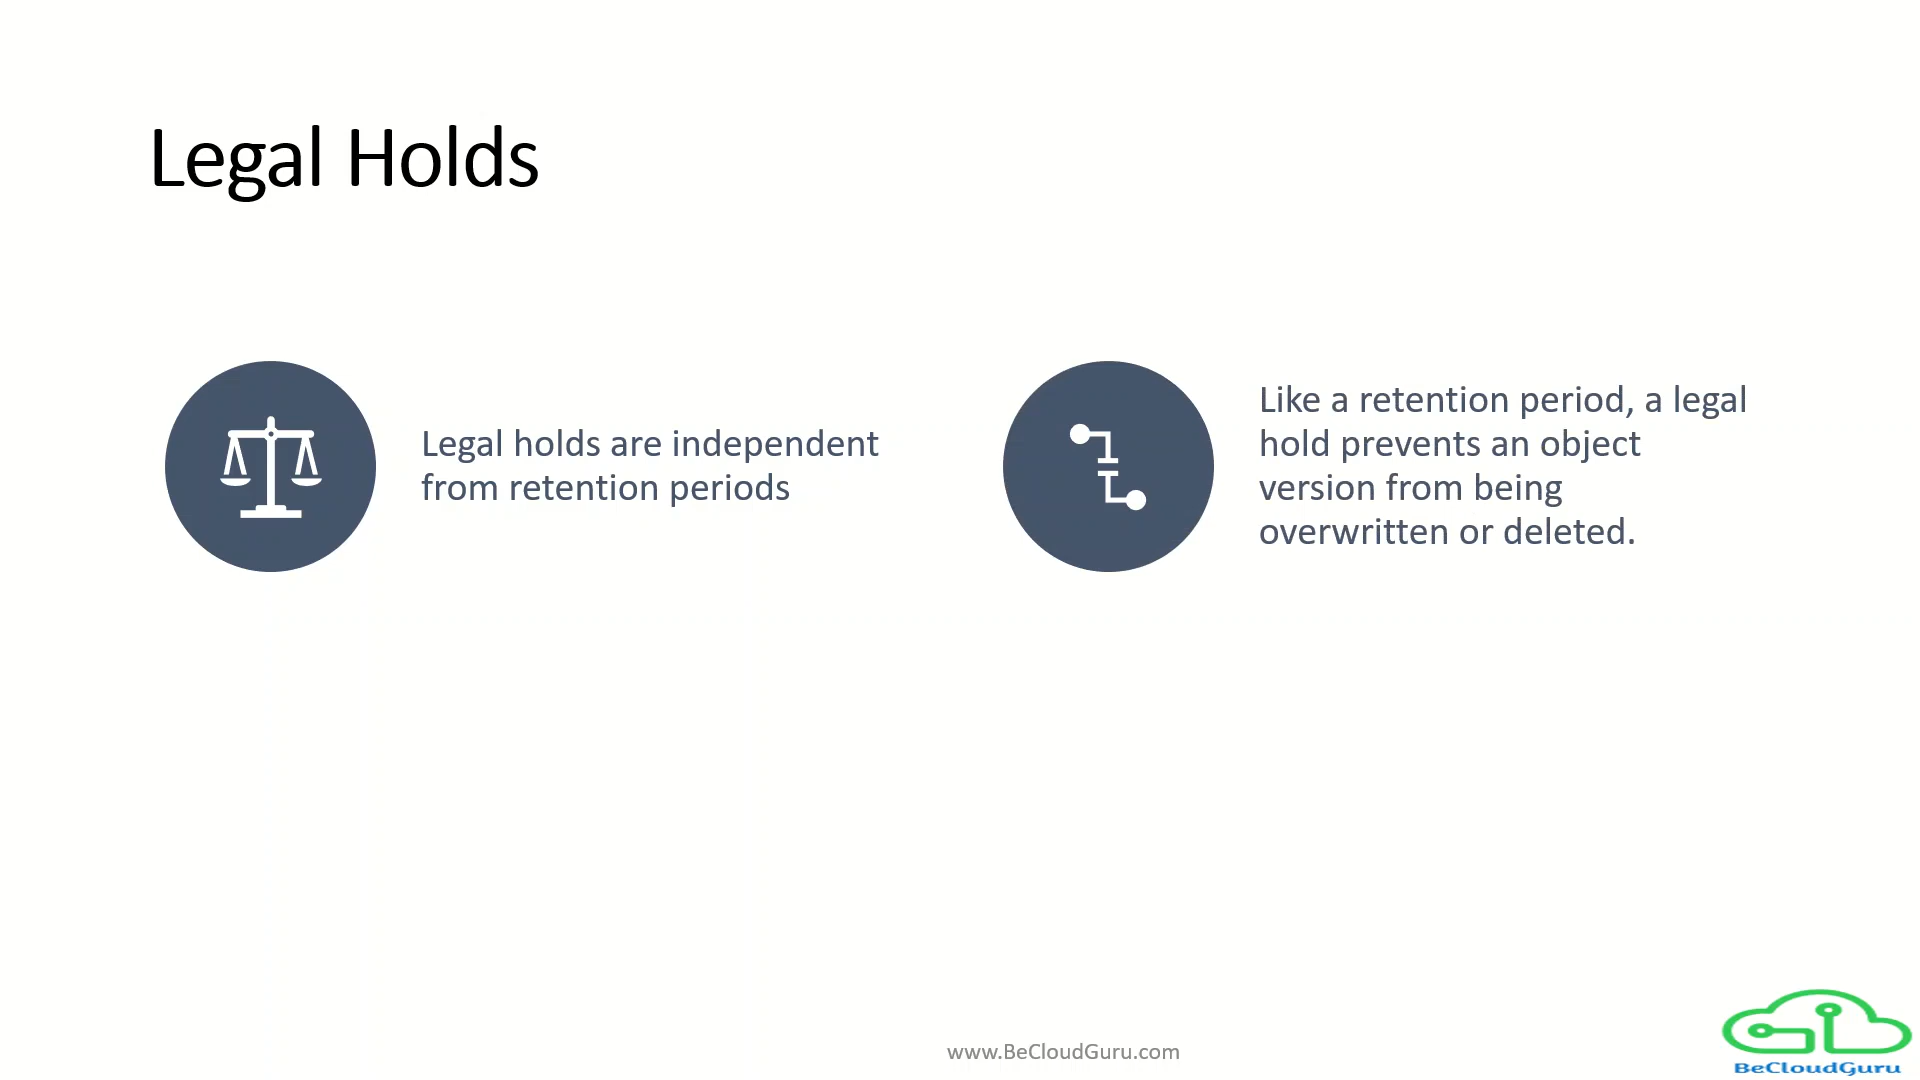 Legal Holds
Legal holds are independent
from retention periods
Like a retention period, a legal
hold prevents an object
version from being
overwritten or deleted.
www.BeCloudGuru.com
BeCloudGuru